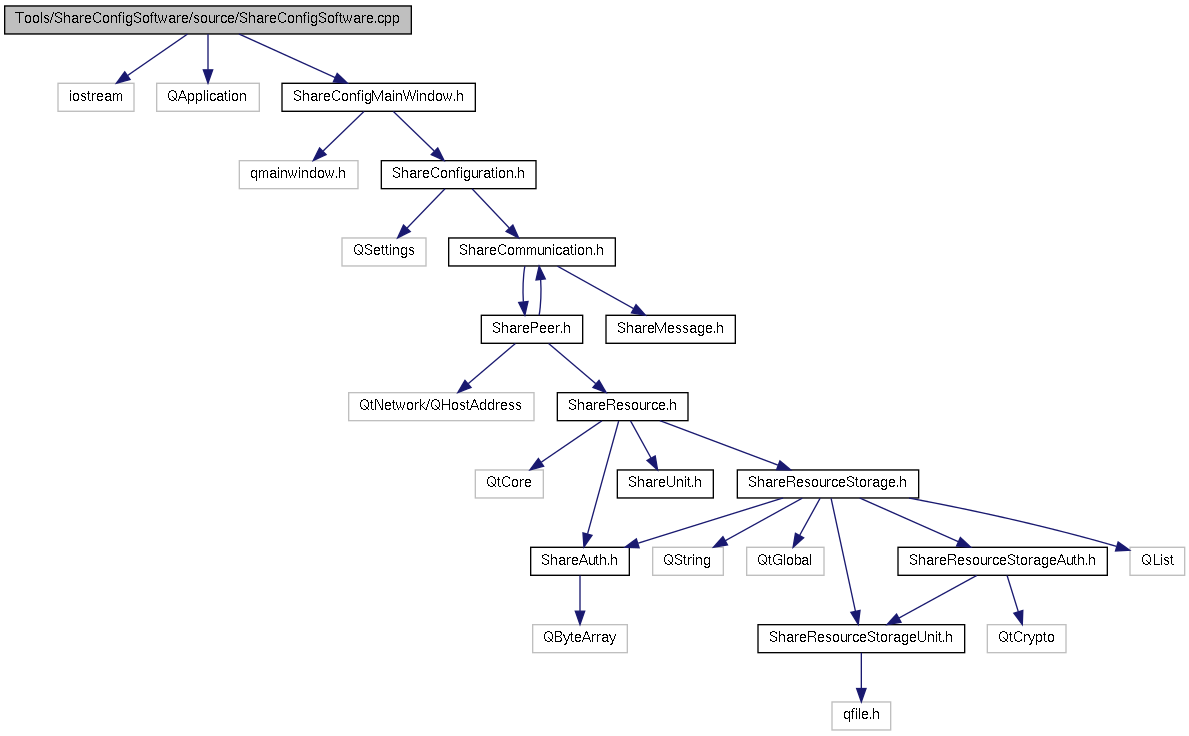 Tools/ShareConfigSoftware/source/ShareConfigSoftware.cpp
iostream
QApplication
ShareConfigMainWindow.h
qmainwindow.h
ShareConfiguration.h
QSettings
ShareCommunication.h
SharePeer.h
ShareMessage.h
QtNetwork/QHostAddress
ShareResource.h
QtCore
ShareUnit.h
ShareResourceStorage.h
ShareAuth.h
QString
QtGlobal
ShareResourceStorageAuth.h
QList
QByteArray
ShareResourceStorageUnit.h
QtCrypto
qfile.h